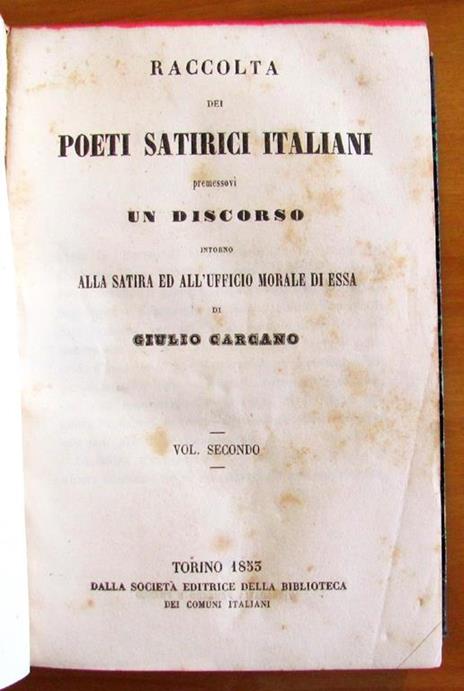 RACCOLTA
DEI
POETI SATIRICI ITALIANI
premessovi
UN DISCORSO
INTORNO
ALLA SATIRA ED ALL'UFFICIO MORALE DI ESSA
DI
GIULIO CARCANO
VOL. SECONDO
TORINO 1853
DALLA SOCIETÀ EDITRICE DELLA BIBLIOTECA
DEI COMUNI ITALIANI